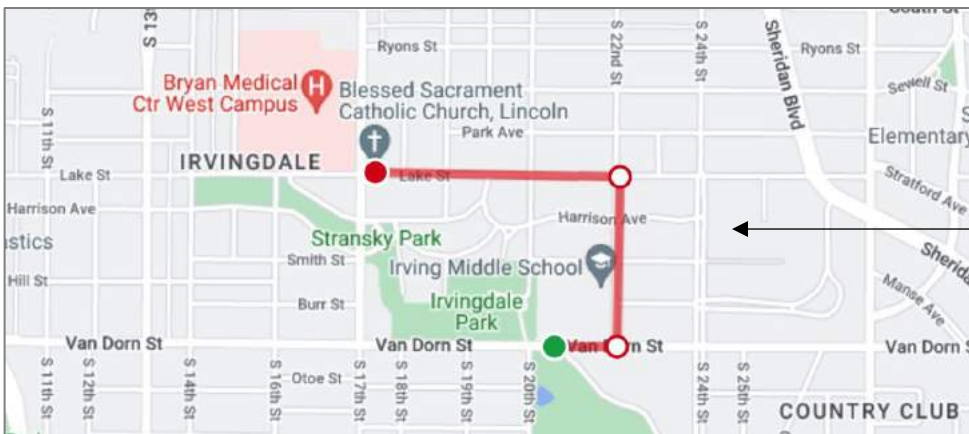 South St
S 13
Ryons St
S 22nd St
S 24th St
Sheridan Blvd
Ryons St
Bryan Medical
Ctr West Campus
H
Blessed Sacrament
Catholic Church, Lincoln
Sewell St
S 11th St
Park Ave
Elementary
IRVINGDALE
Lake St
Lake St
Stratford Ave
Harrison Ave
Harrison Ave
stics
Stransky Park
Smith St
Irving Middle School
Sherida
Hill St
Manse Ave
Burr St
Irvingdale
Park
Van Dorn St
Van Dorn St
Van Dorn St
Van Dorn S
S 11th St
S 12th St
S 14th St
S 16th St
S 17th St
S 18th St
S 19th St
S 20th St
S 24th St
S 25th St
Otoe St
COUNTRY CLUB